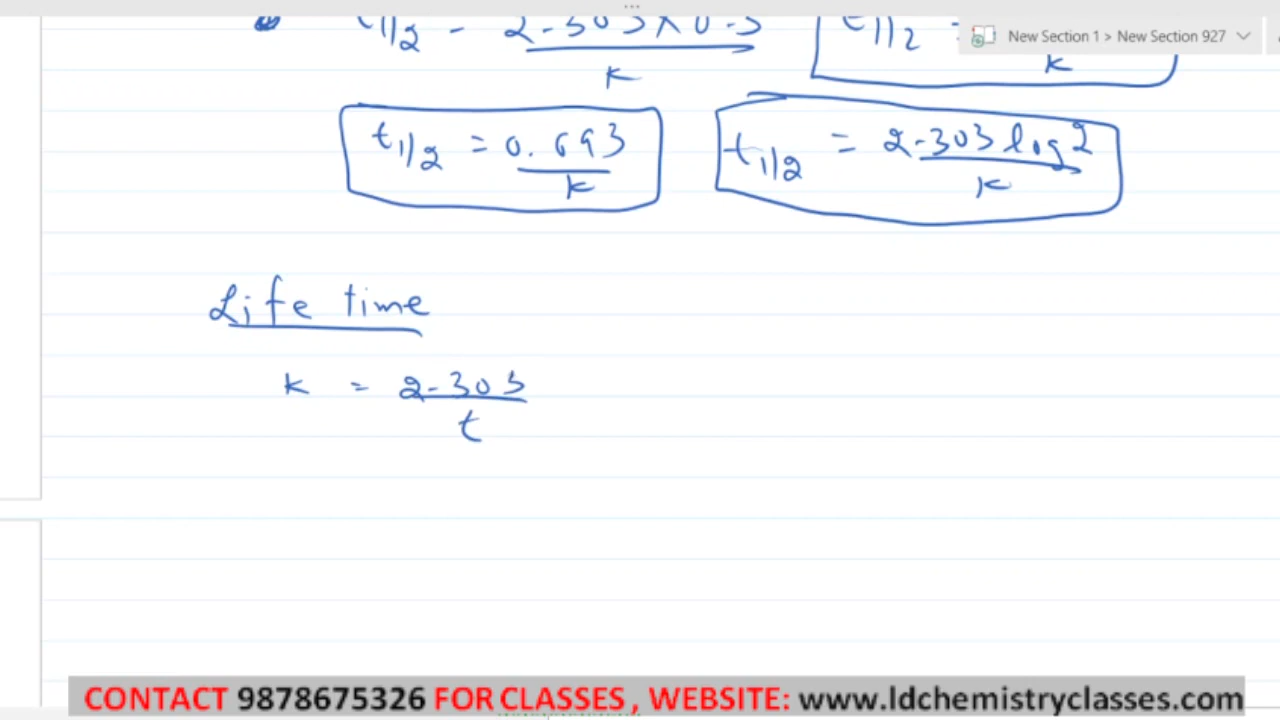 New Section 1 > New Section 927
t1/2 = 0.693/k
t1/2 = 2.303 log 2/k
Life time
k = 2.303/t
CONTACT 9878675326 FOR CLASSES , WEBSITE: www.ldchemistryclasses.com